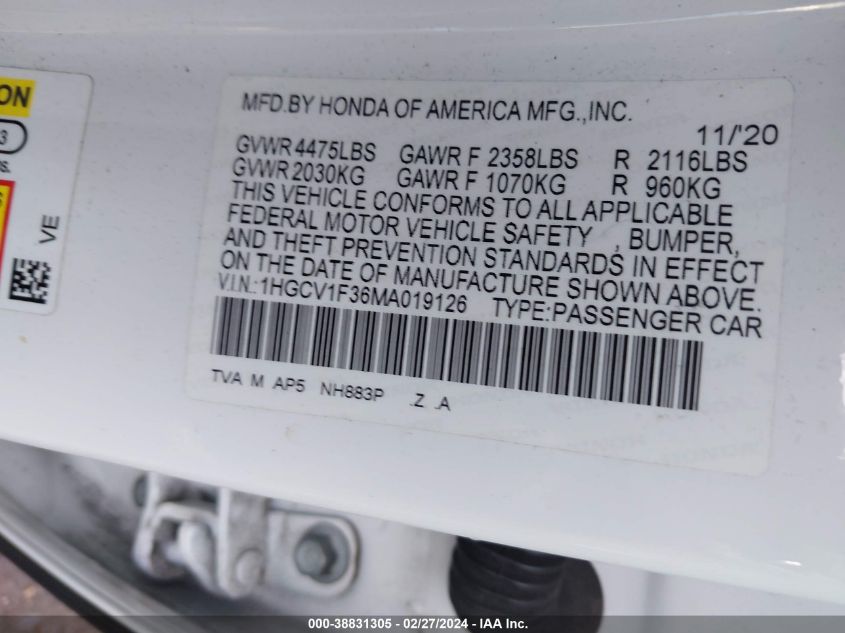 ON
3
S
VE
MFD.BY HONDA OF AMERICA MFG.,INC.
11/'20
GVWR 4475LBS GAWR F 2358LBS R 2116LBS
GVWR 2030KG GAWR F 1070KG R 960KG
THIS VEHICLE CONFORMS TO ALL APPLICABLE
FEDERAL MOTOR VEHICLE SAFETY , BUMPER,
AND THEFT PREVENTION STANDARDS IN EFFECT
ON THE DATE OF MANUFACTURE SHOWN ABOVE.
V.I.N.:1HGCV1F36MA019126 TYPE:PASSENGER CAR
TVA M AP5 NH883P .Z .A
000-38831305 - 02/27/2024 - IAA Inc.